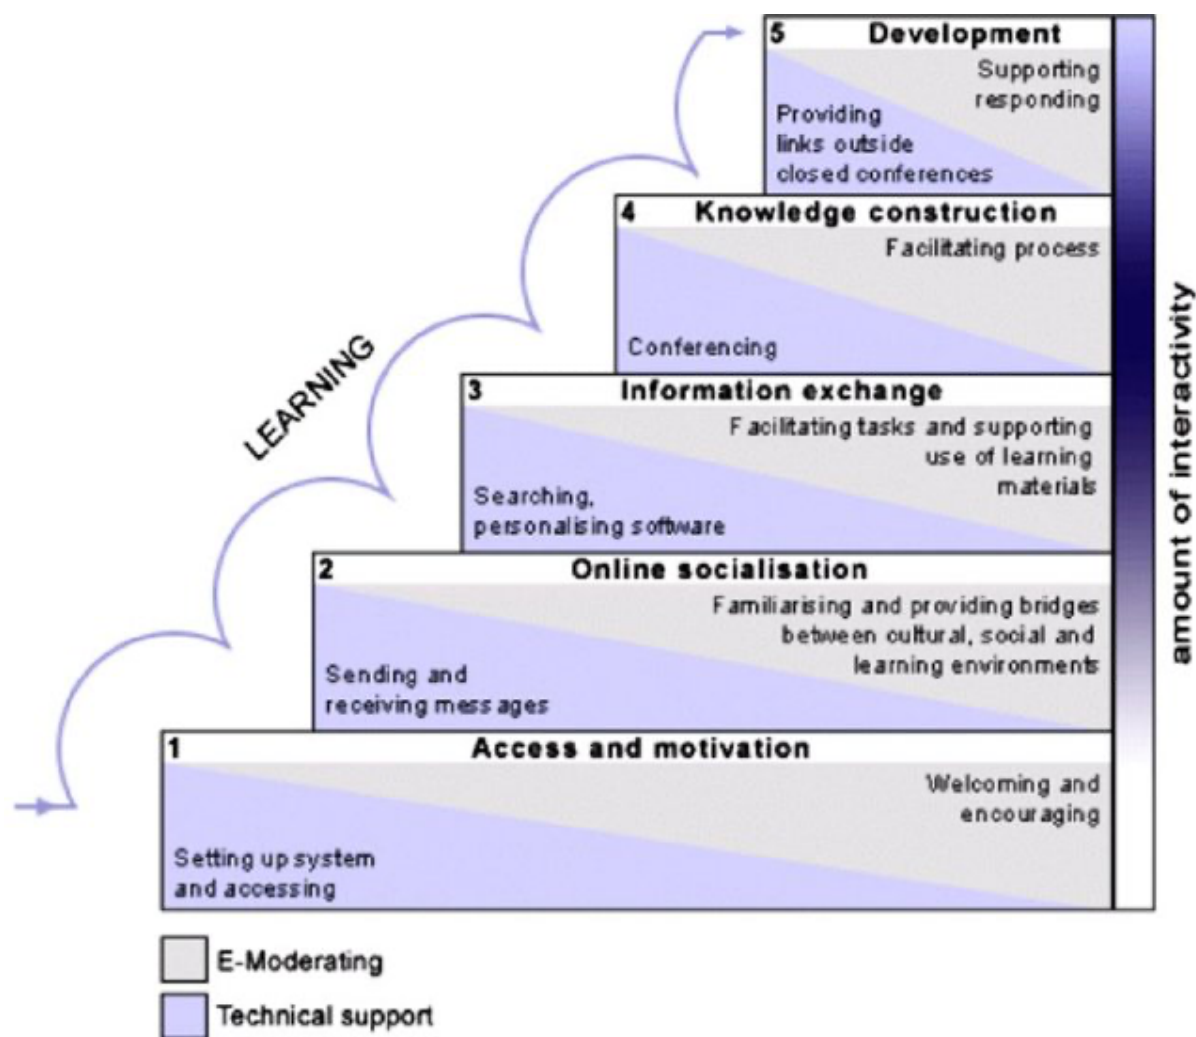 5 Development
Supporting
responding
Providing
links outside
closed conferences
4 Knowledge construction
Facilitating process
Conferencing
3 Information exchange
Facilitating tasks and supporting
use of learning
materials
Searching,
personalising software
2 Online socialisation
Familiarising and providing bridges
between cultural, social and
learning environments
Sending and
receiving messages
1 Access and motivation
Welcoming and
encouraging
Setting up system
and accessing
LEARNING
amount of interactivity
E-Moderating
Technical support